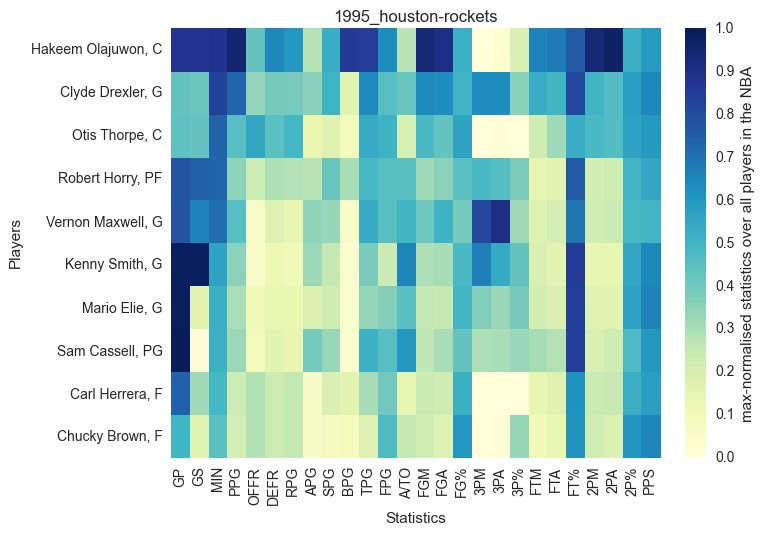 1995_houston-rockets
Players
Hakeem Olajuwon, C
Clyde Drexler, G
Otis Thorpe, C
Robert Horry, PF
Vernon Maxwell, G
Kenny Smith, G
Mario Elie, G
Sam Cassell, PG
Carl Herrera, F
Chucky Brown, F
GP GS MIN PPG OFFR DEFR RPG APG SPG BPG TPG FPG A/TO FGM FGA FG% 3PM 3PA 3P% FTM FTA FT% 2PM 2PA 2P% PPS
Statistics
1.0
0.9
0.8
0.7
0.6
0.5
0.4
0.3
0.2
0.1
0.0
max-normalised statistics over all players in the NBA